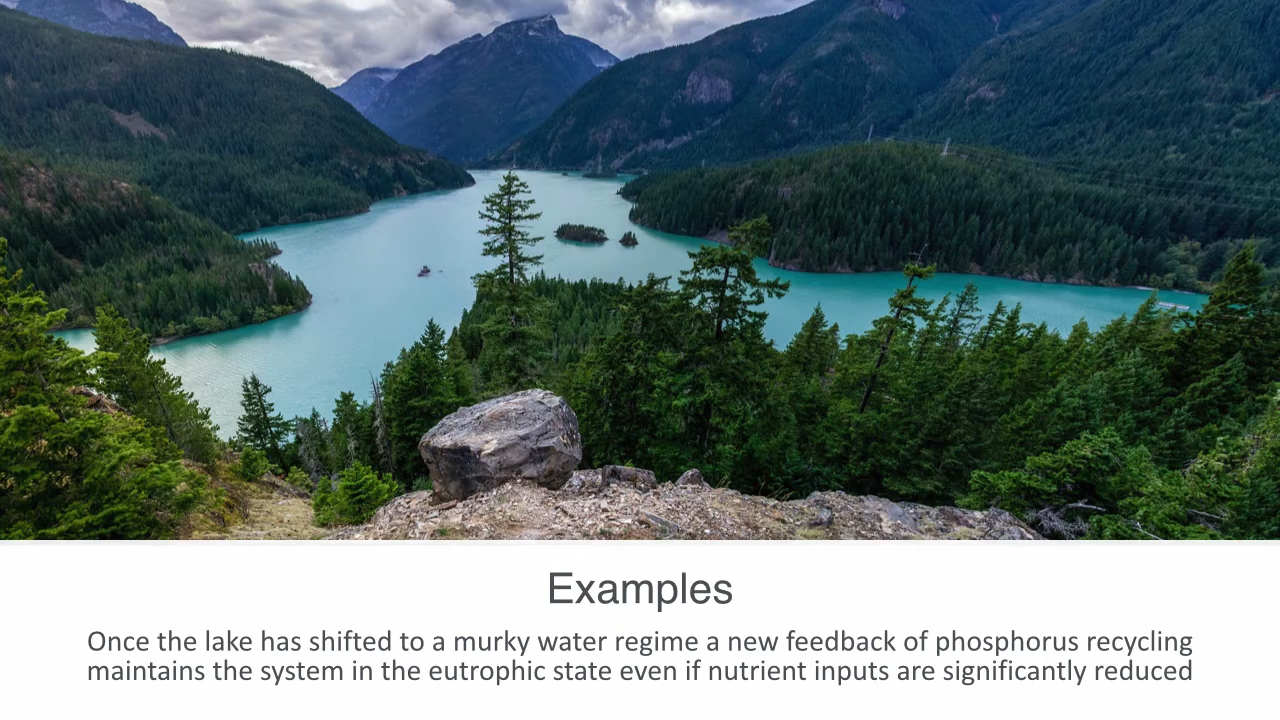 Examples
Once the lake has shifted to a murky water regime a new feedback of phosphorus recycling
maintains the system in the eutrophic state even if nutrient inputs are significantly reduced